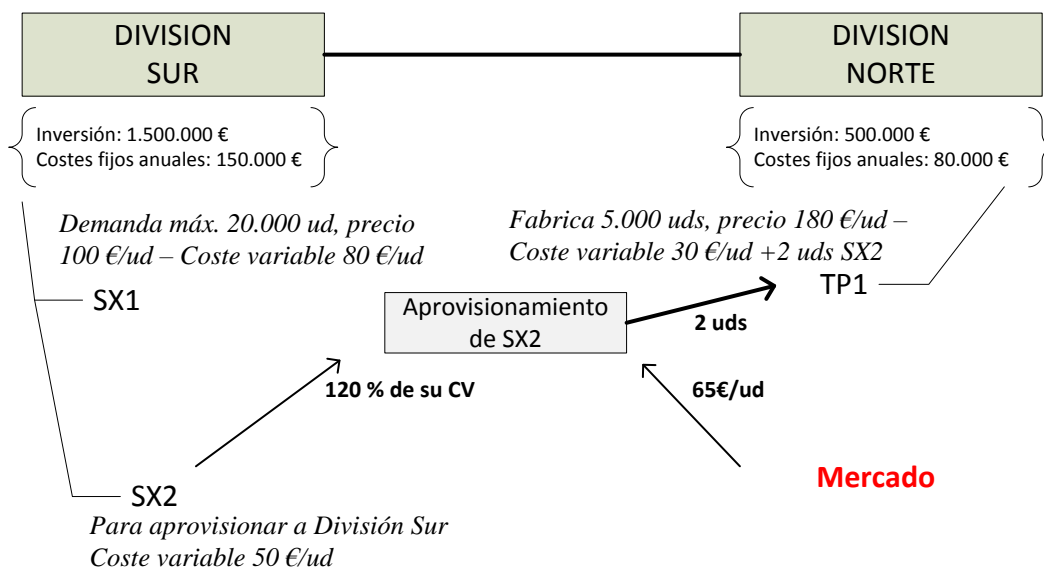 DIVISION
SUR
DIVISION
NORTE
Inversión: 1.500.000 €
Costes fijos anuales: 150.000 €
Inversión: 500.000 €
Costes fijos anuales: 80.000 €
Demanda máx. 20.000 ud, precio
100 €/ud – Coste variable 80 €/ud
Fabrica 5.000 uds, precio 180 €/ud –
Coste variable 30 €/ud +2 uds SX2
SX1
TP1
Aprovisionamiento
de SX2
2 uds
120 % de su CV
65€/ud
Mercado
SX2
Para aprovisionar a División Sur
Coste variable 50 €/ud